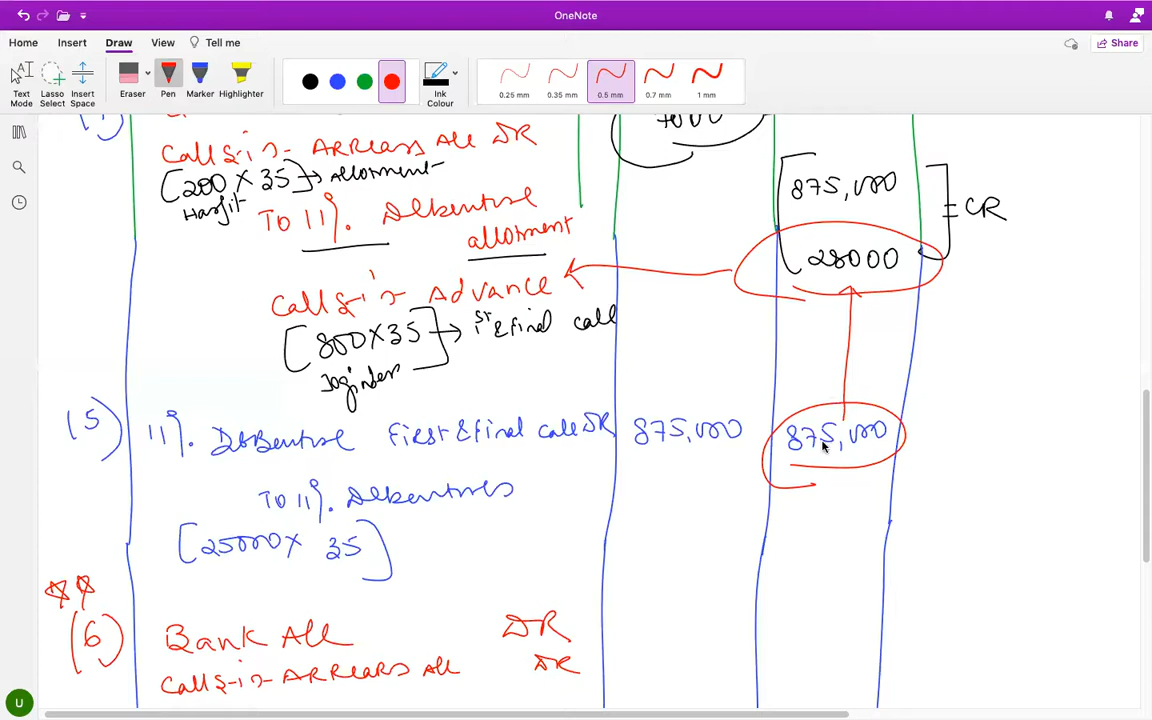 OneNote
Home Insert Draw View Tell me Share
Text Mode Lasso Select Insert Space Eraser Pen Marker Highlighter Ink Colour 0.25 mm 0.35 mm 0.5 mm 0.7 mm 1 mm
7000
Calls-in-ARREARS A/c DR
[200 X 35] → Allotment
Harjit
875,000
= CR
To 11%. Debenture
allotment
28000
Calls-in-Advance
[800 X 35] → 1st & final call
Joginder
(5) 11%. Debenture First & Final call DR 875,000 875,000
To 11%. Debentures
[25000 X 35]
(6) Bank A/c DR
Calls-in-ARREARS A/c DR
U